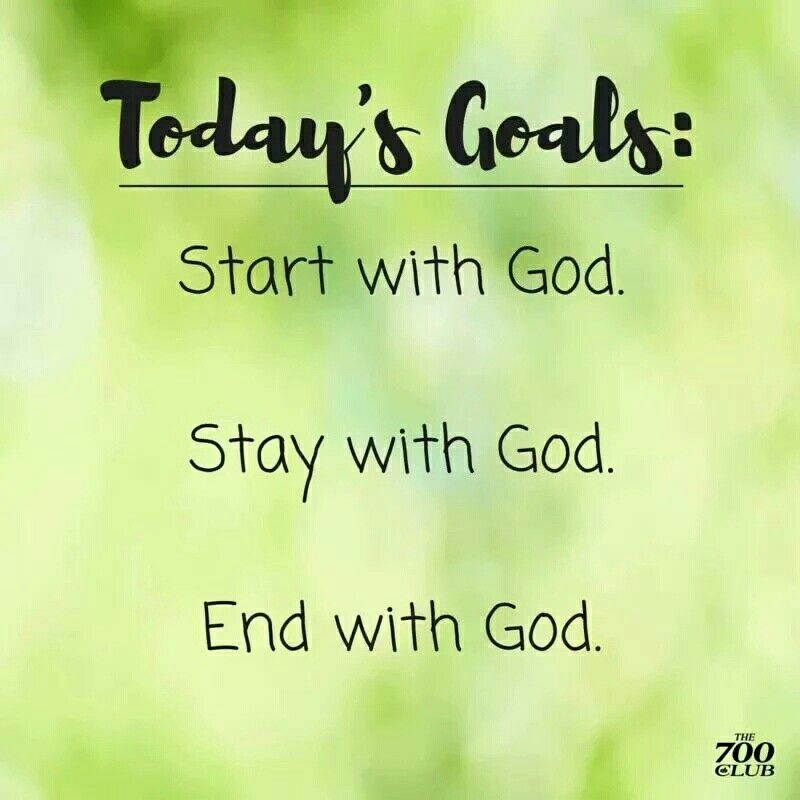 Today's Goals:
Start with God.
Stay with God.
End with God.
THE
700
CLUB